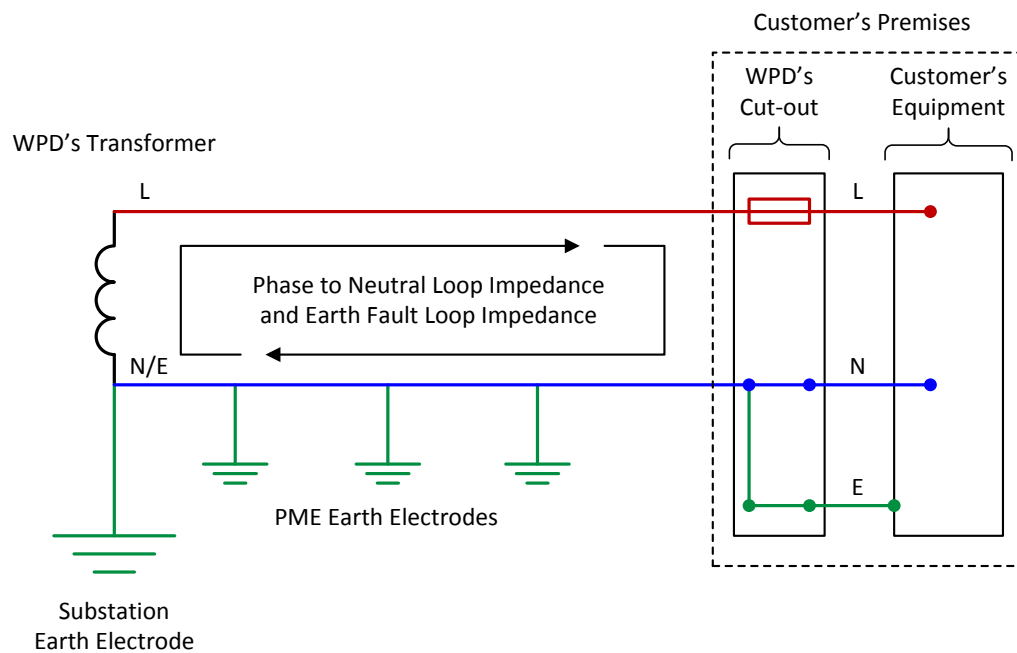 Customer’s Premises
WPD’s
Cut-out
Customer’s
Equipment
WPD’s Transformer
L
L
Phase to Neutral Loop Impedance
and Earth Fault Loop Impedance
N/E
N
E
PME Earth Electrodes
Substation
Earth Electrode